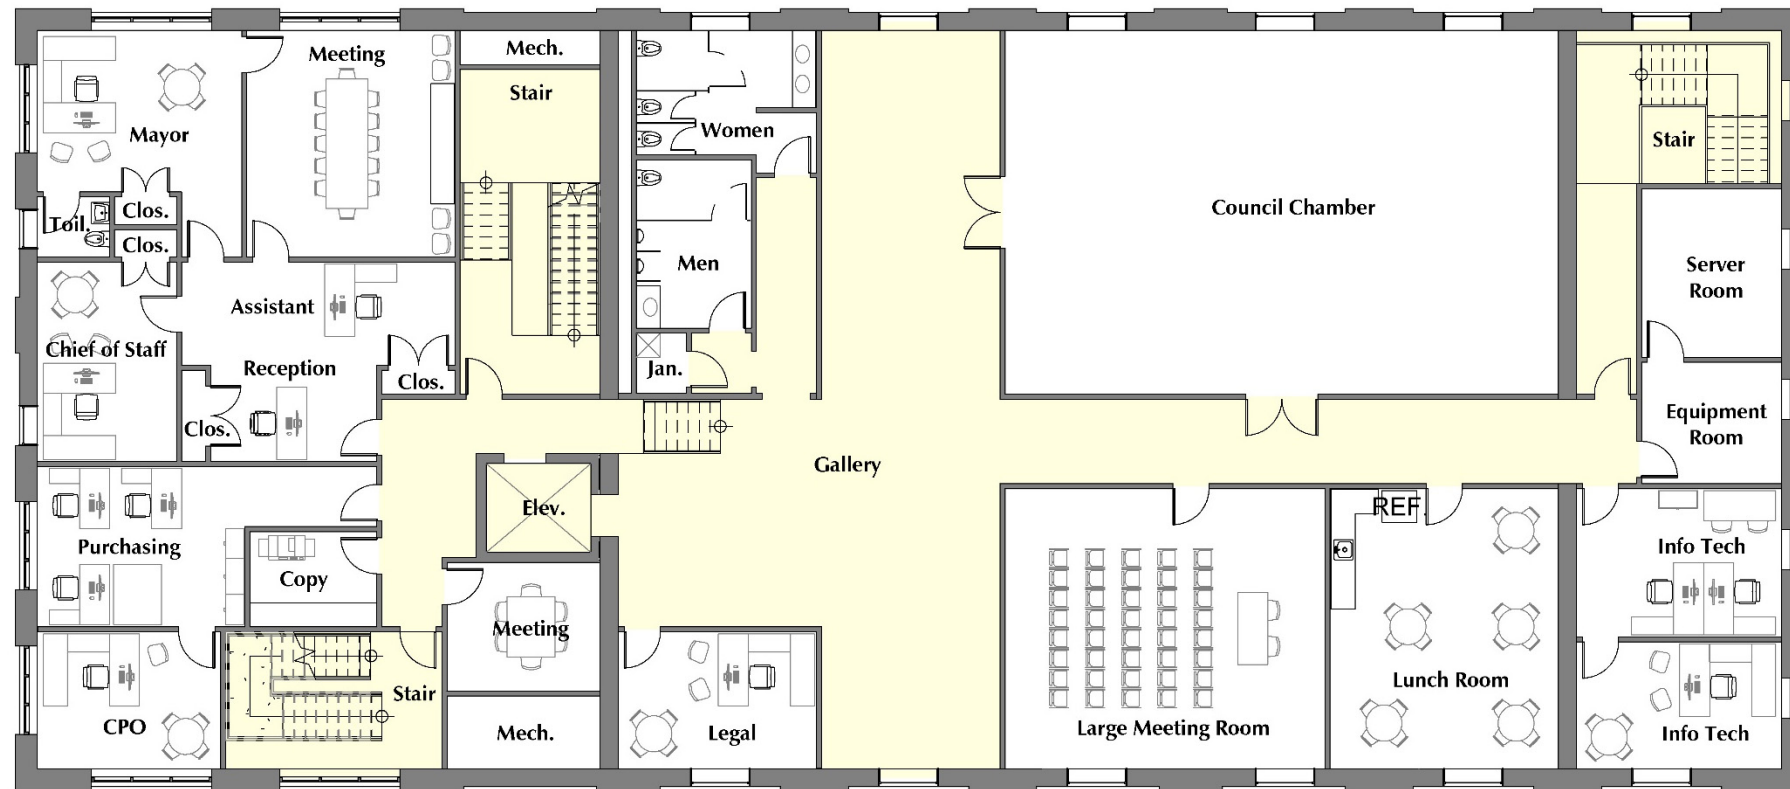 Mech.
Meeting
Stair
Mayor
Women
Stair
Clos.
Toil.
Clos.
Council Chamber
Men
Server
Room
Assistant
Chief of Staff
Reception
Jan.
Clos.
Equipment
Room
Clos.
Gallery
Elev.
REF.
Purchasing
Info Tech
Copy
Meeting
Stair
Lunch Room
CPO
Mech.
Legal
Large Meeting Room
Info Tech